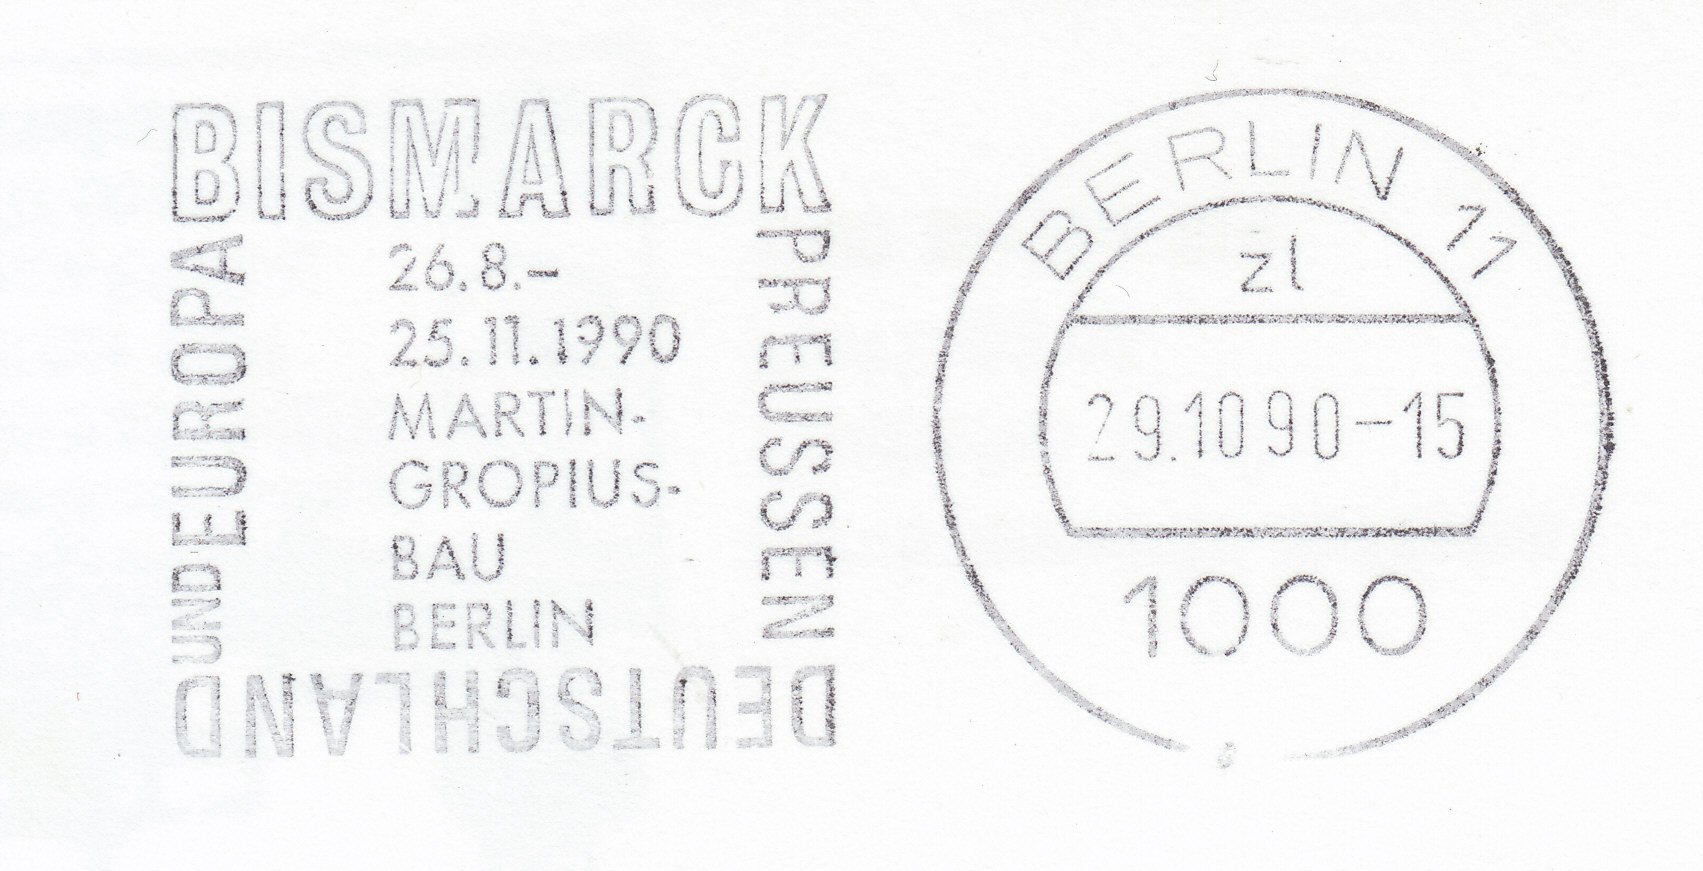 BISMARCK
PREUSSEN
DEUTSCHLAND
UND EUROPA
26.8.–
25.11.1990
MARTIN-
GROPIUS-
BAU
BERLIN
BERLIN 11
zl
29.10 90–15
1000